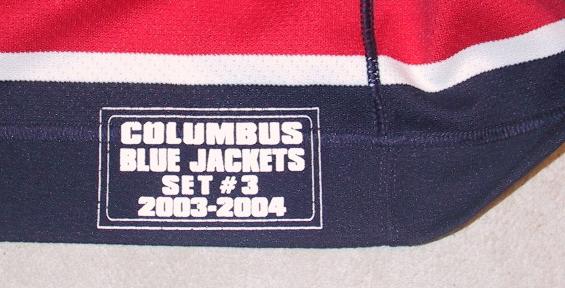 COLUMBUS
BLUE JACKETS
SET #3
2003-2004